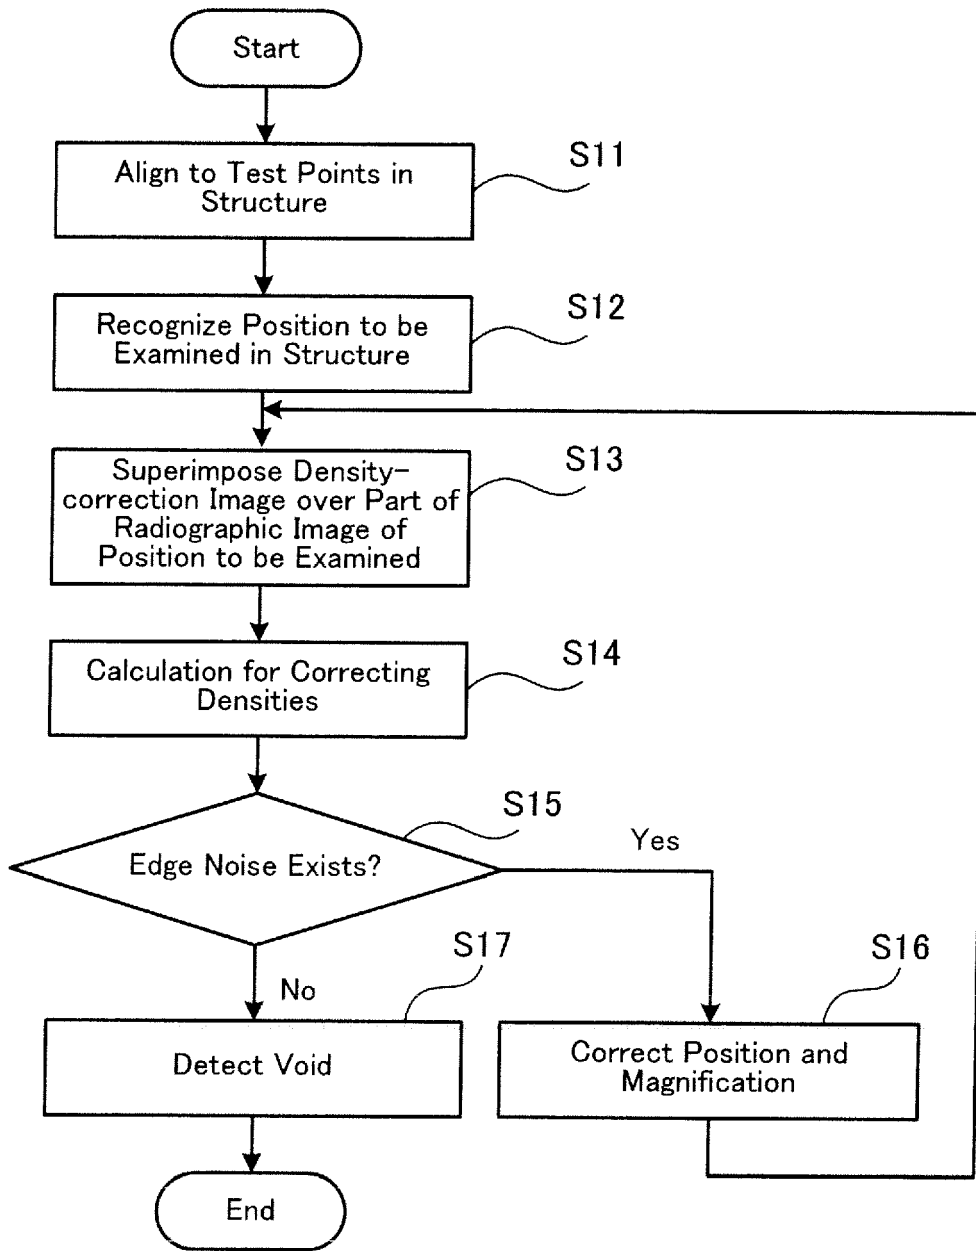 Start
S11
Align to Test Points in
Structure
S12
Recognize Position to be
Examined in Structure
S13
Superimpose Density-
correction Image over Part of
Radiographic Image of
Position to be Examined
S14
Calculation for Correcting
Densities
S15
Edge Noise Exists?
Yes
No
S17
Detect Void
S16
Correct Position and
Magnification
End